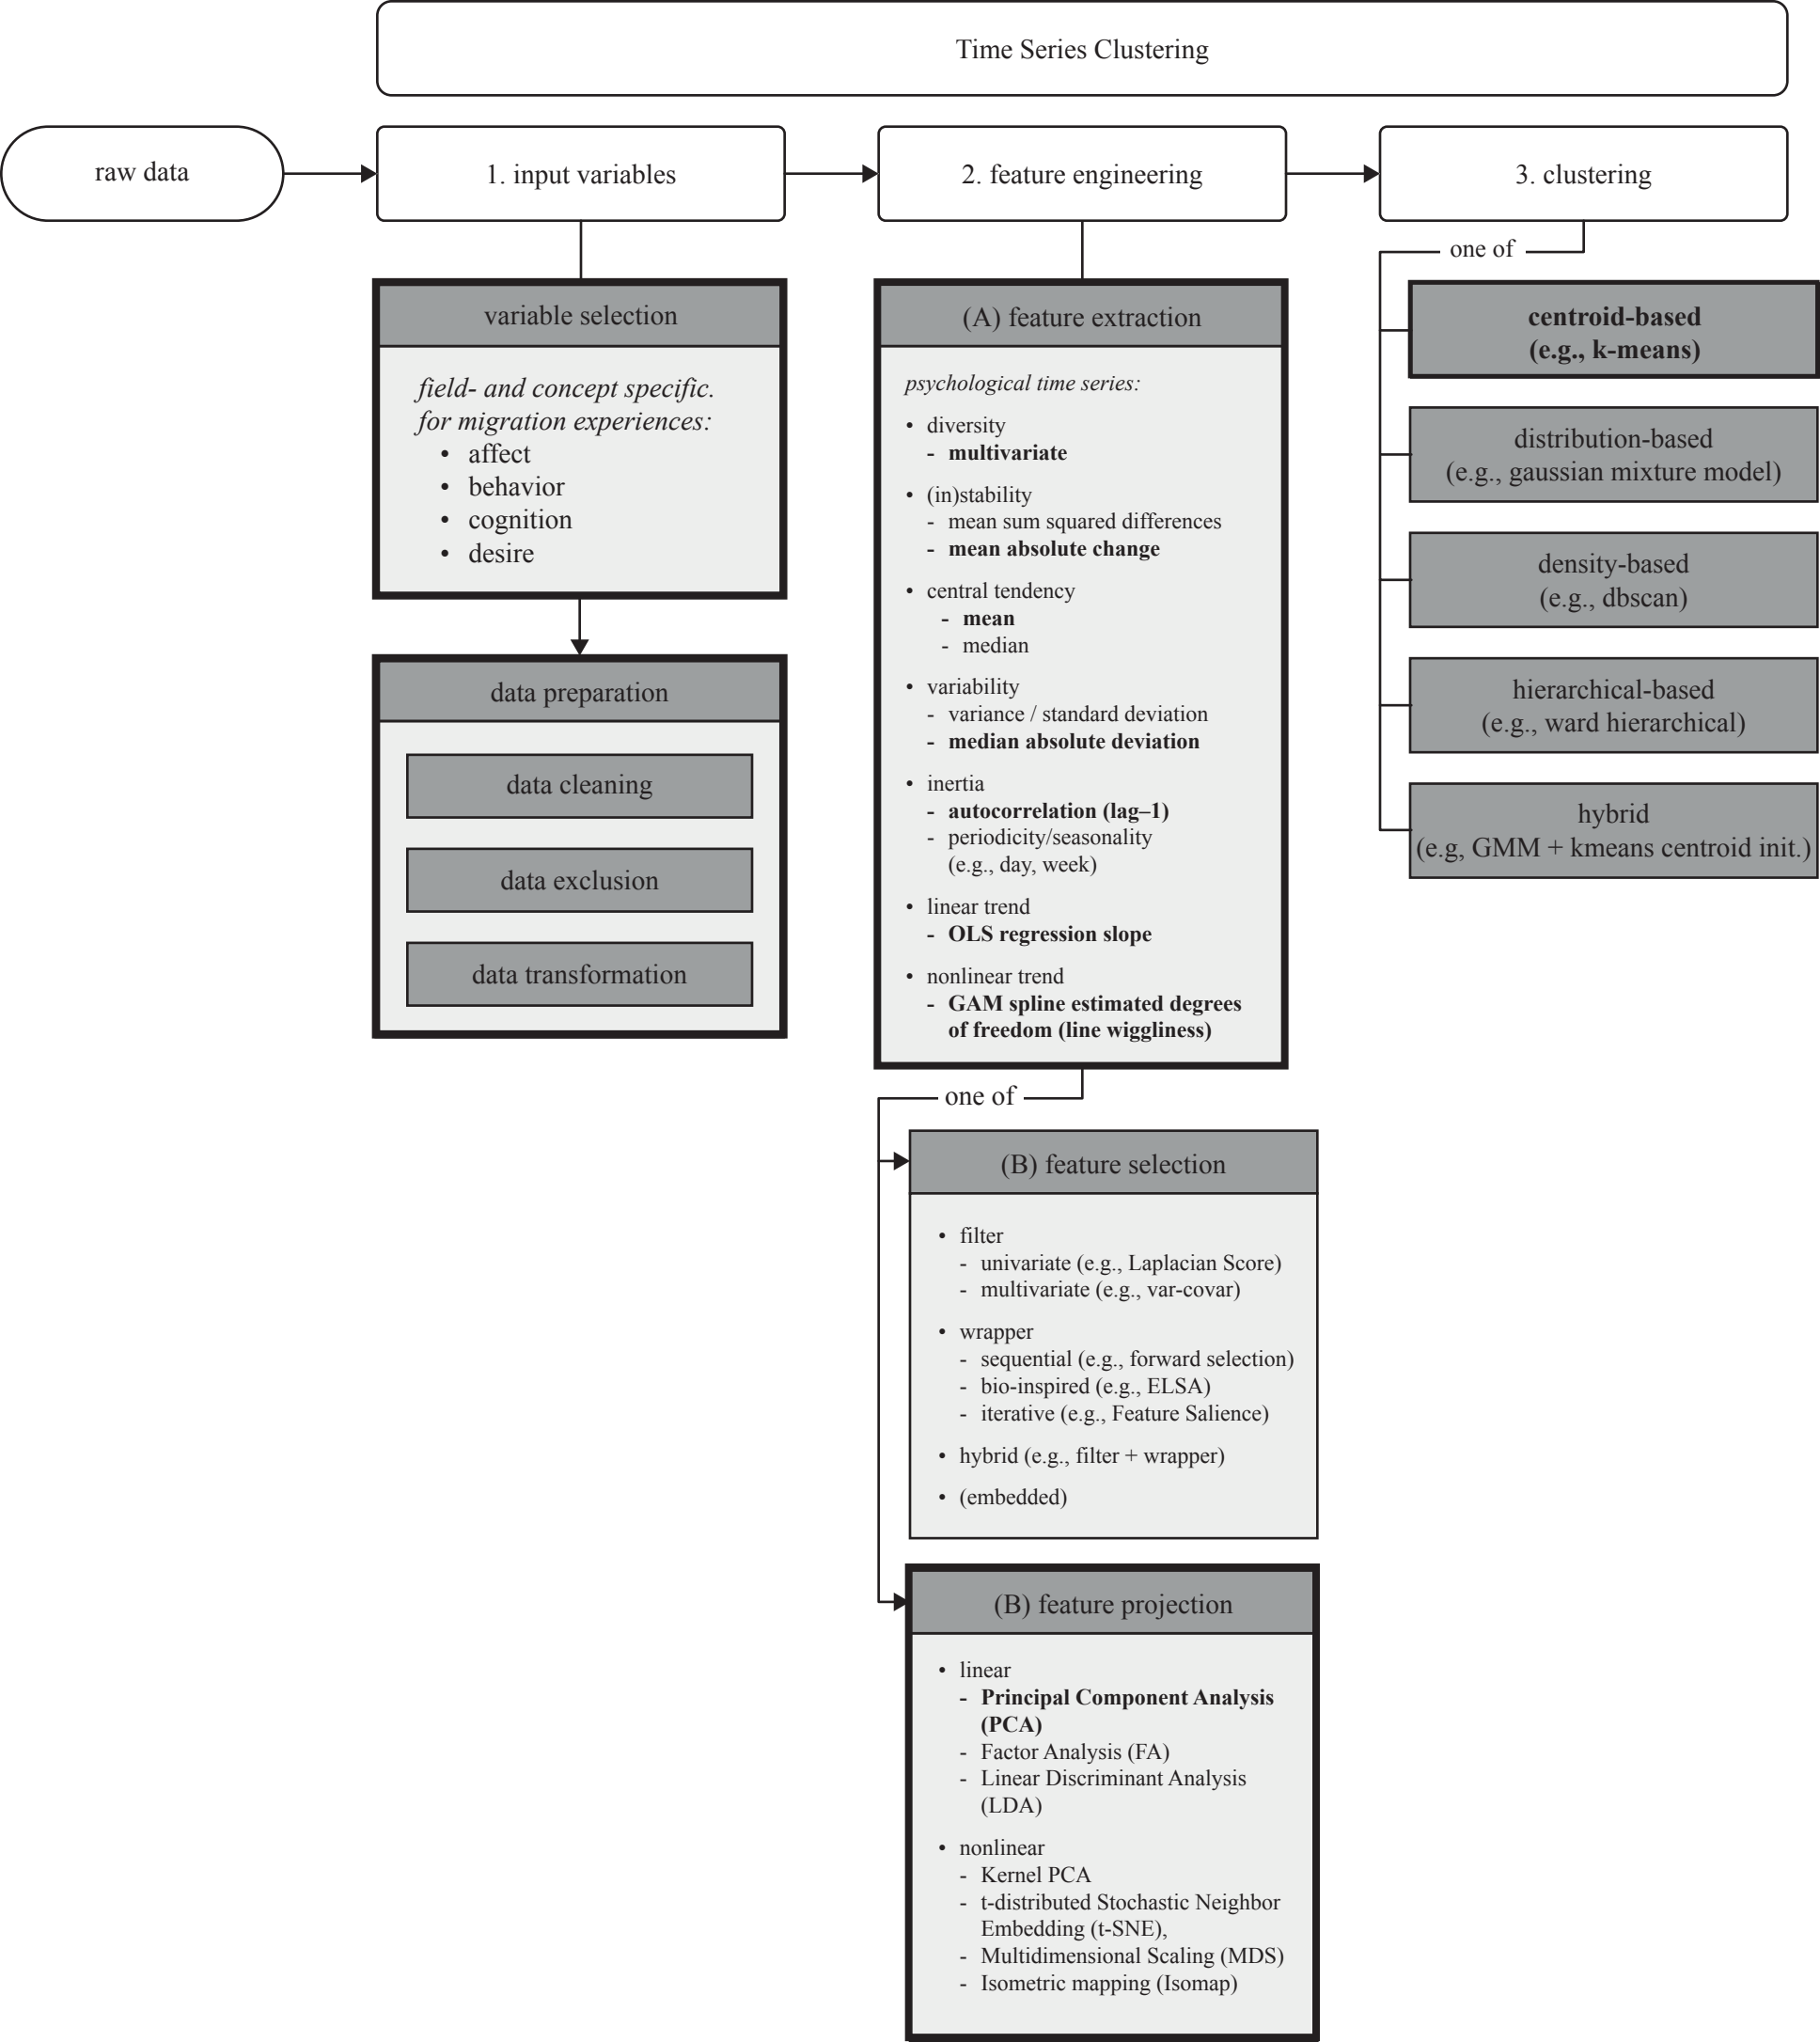 Time Series Clustering
raw data
1. input variables
2. feature engineering
3. clustering
variable selection
field- and concept specific.
for migration experiences:
• affect
• behavior
• cognition
• desire
data preparation
data cleaning
data exclusion
data transformation
(A) feature extraction
psychological time series:
• diversity
- multivariate
• (in)stability
- mean sum squared differences
- mean absolute change
• central tendency
- mean
- median
• variability
- variance / standard deviation
- median absolute deviation
• inertia
- autocorrelation (lag–1)
- periodicity/seasonality
(e.g., day, week)
• linear trend
- OLS regression slope
• nonlinear trend
- GAM spline estimated degrees
of freedom (line wiggliness)
one of
(B) feature selection
• filter
- univariate (e.g., Laplacian Score)
- multivariate (e.g., var-covar)
• wrapper
- sequential (e.g., forward selection)
- bio-inspired (e.g., ELSA)
- iterative (e.g., Feature Salience)
• hybrid (e.g., filter + wrapper)
• (embedded)
(B) feature projection
• linear
- Principal Component Analysis
(PCA)
- Factor Analysis (FA)
- Linear Discriminant Analysis
(LDA)
• nonlinear
- Kernel PCA
- t-distributed Stochastic Neighbor
Embedding (t-SNE),
- Multidimensional Scaling (MDS)
- Isometric mapping (Isomap)
one of
centroid-based
(e.g., k-means)
distribution-based
(e.g., gaussian mixture model)
density-based
(e.g., dbscan)
hierarchical-based
(e.g., ward hierarchical)
hybrid
(e.g, GMM + kmeans centroid init.)